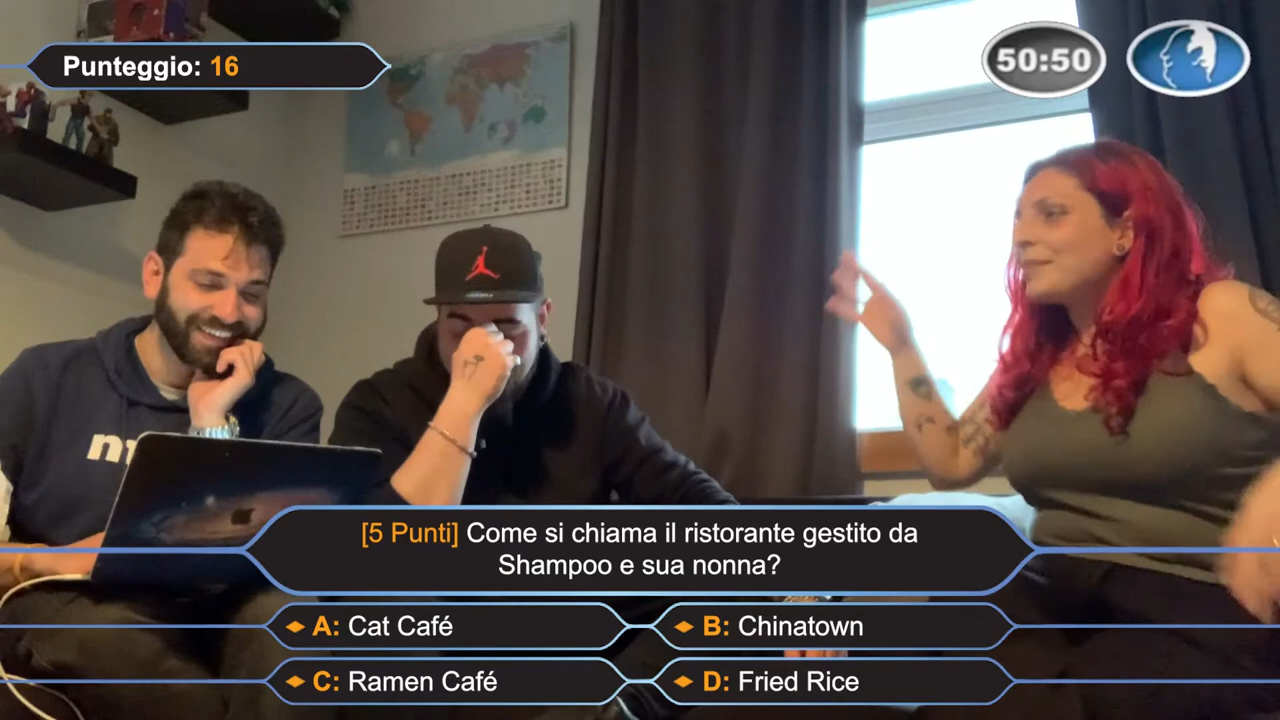 Punteggio: 16
50:50
[5 Punti] Come si chiama il ristorante gestito da
Shampoo e sua nonna?
A: Cat Café
B: Chinatown
C: Ramen Café
D: Fried Rice